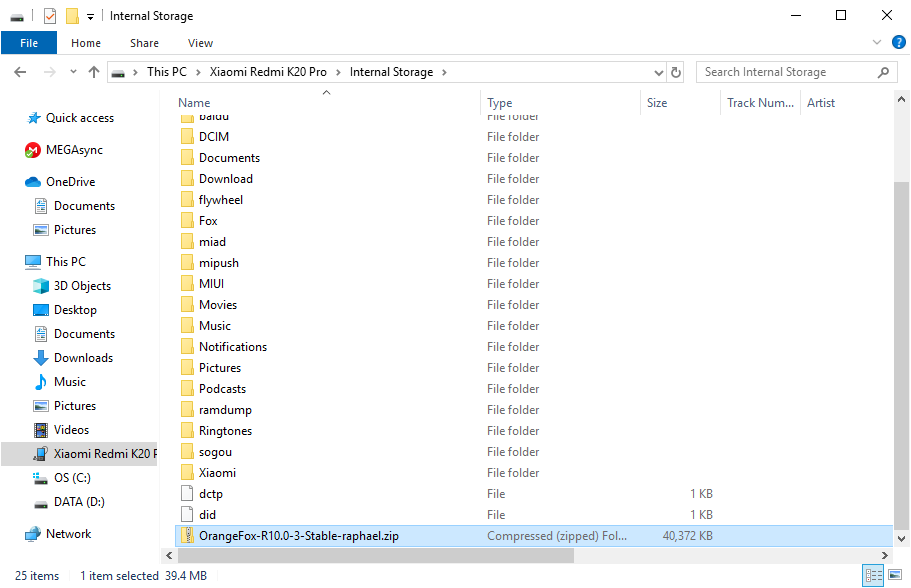 Internal Storage
File Home Share View
This PC Xiaomi Redmi K20 Pro Internal Storage
Search Internal Storage
Name Type Size Track Num... Artist
Quick access
MEGAsync
OneDrive
Documents
Pictures
This PC
3D Objects
Desktop
Documents
Downloads
Music
Pictures
Videos
Xiaomi Redmi K20 P
OS (C:)
DATA (D:)
Network
baidu File folder
DCIM File folder
Documents File folder
Download File folder
flywheel File folder
Fox File folder
miad File folder
mipush File folder
MIUI File folder
Movies File folder
Music File folder
Notifications File folder
Pictures File folder
Podcasts File folder
ramdump File folder
Ringtones File folder
sogou File folder
Xiaomi File folder
dctp File 1 KB
did File 1 KB
OrangeFox-R10.0-3-Stable-raphael.zip Compressed (zipped) Fol... 40,372 KB
25 items 1 item selected 39.4 MB